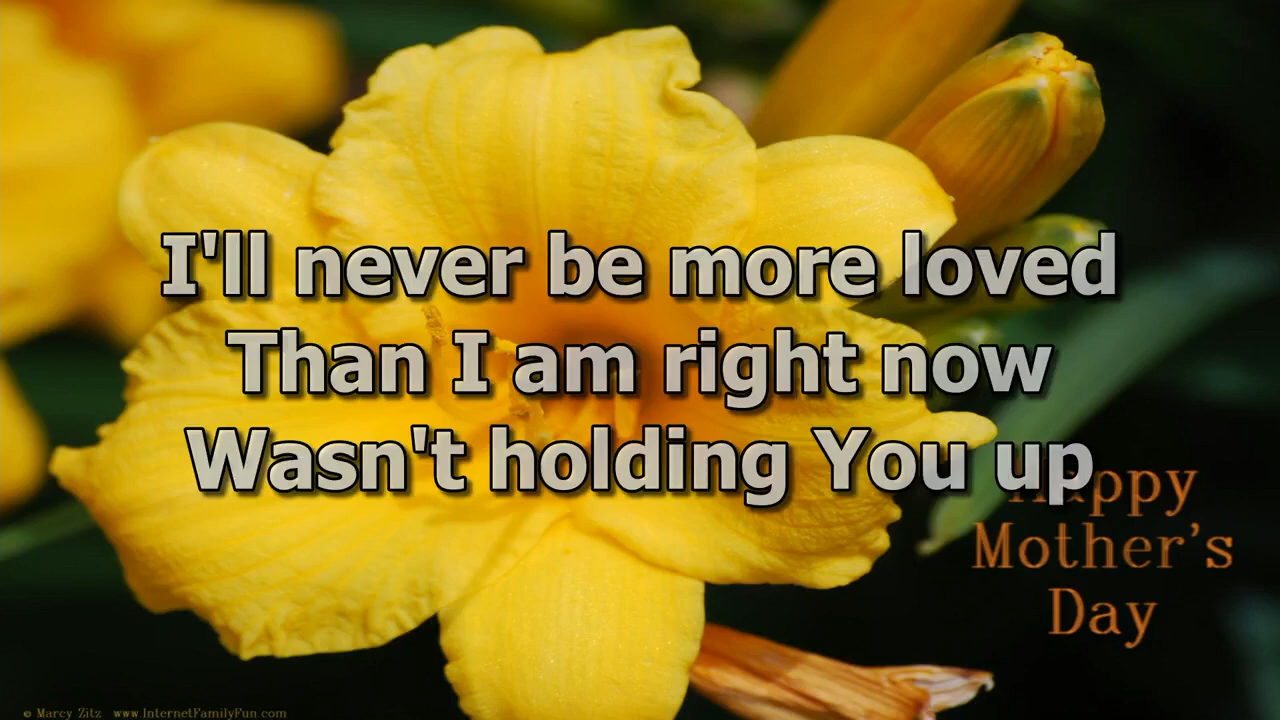 I'll never be more loved
Than I am right now
Wasn't holding You up
Happy
Mother's
Day
© Marcy Zitz www.InternetFamilyFun.com